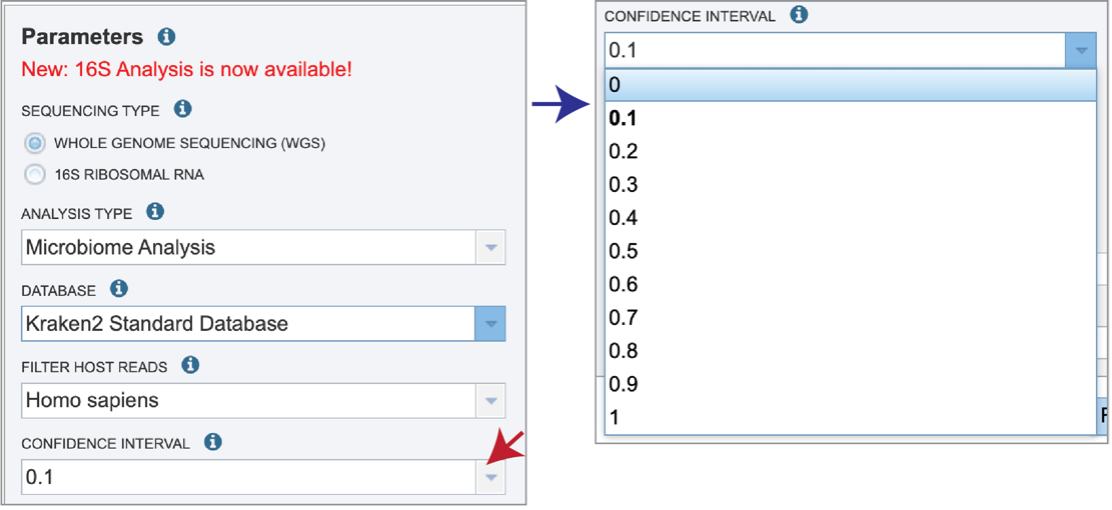 Parameters
New: 16S Analysis is now available!
SEQUENCING TYPE
WHOLE GENOME SEQUENCING (WGS)
16S RIBOSOMAL RNA
ANALYSIS TYPE
Microbiome Analysis
DATABASE
Kraken2 Standard Database
FILTER HOST READS
Homo sapiens
CONFIDENCE INTERVAL
0.1
CONFIDENCE INTERVAL
0.1
0
0.1
0.2
0.3
0.4
0.5
0.6
0.7
0.8
0.9
1